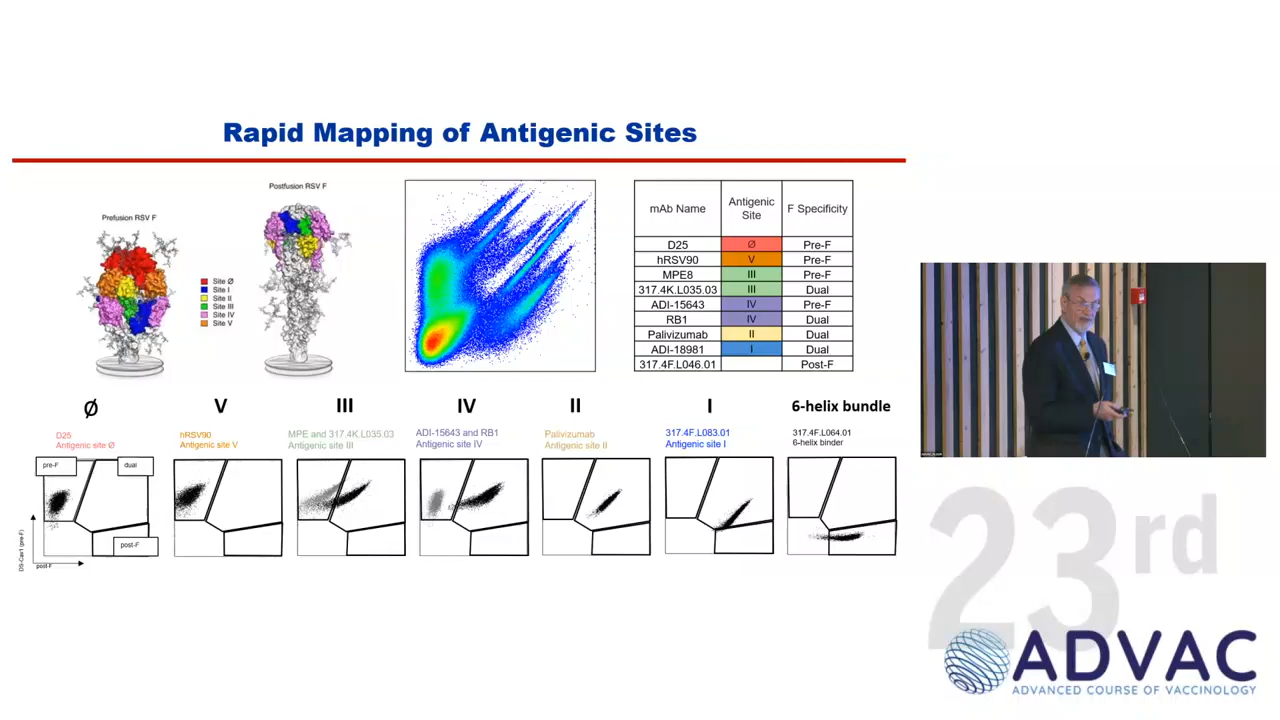 Rapid Mapping of Antigenic Sites
Prefusion RSV F
Postfusion RSV F
Site Ø
Site I
Site II
Site III
Site IV
Site V
mAb Name Antigenic Site F Specificity
D25 Ø Pre-F
hRSV90 V Pre-F
MPE8 III Pre-F
317.4K.L035.03 III Dual
ADI-15643 IV Pre-F
RB1 IV Dual
Palivizumab II Dual
ADI-18981 I Dual
317.4F.L046.01 Post-F
Ø V III IV II I 6-helix bundle
D25
Antigenic site Ø
hRSV90
Antigenic site V
MPE and 317.4K.L035.03
Antigenic site III
ADI-15643 and RB1
Antigenic site IV
Palivizumab
Antigenic site II
317.4F.L083.01
Antigenic site I
317.4F.L064.01
6-helix binder
pre-F
dual
post-F
DS-Cav1 (pre-F)
post-F
23rd
ADVAC
ADVANCED COURSE OF VACCINOLOGY